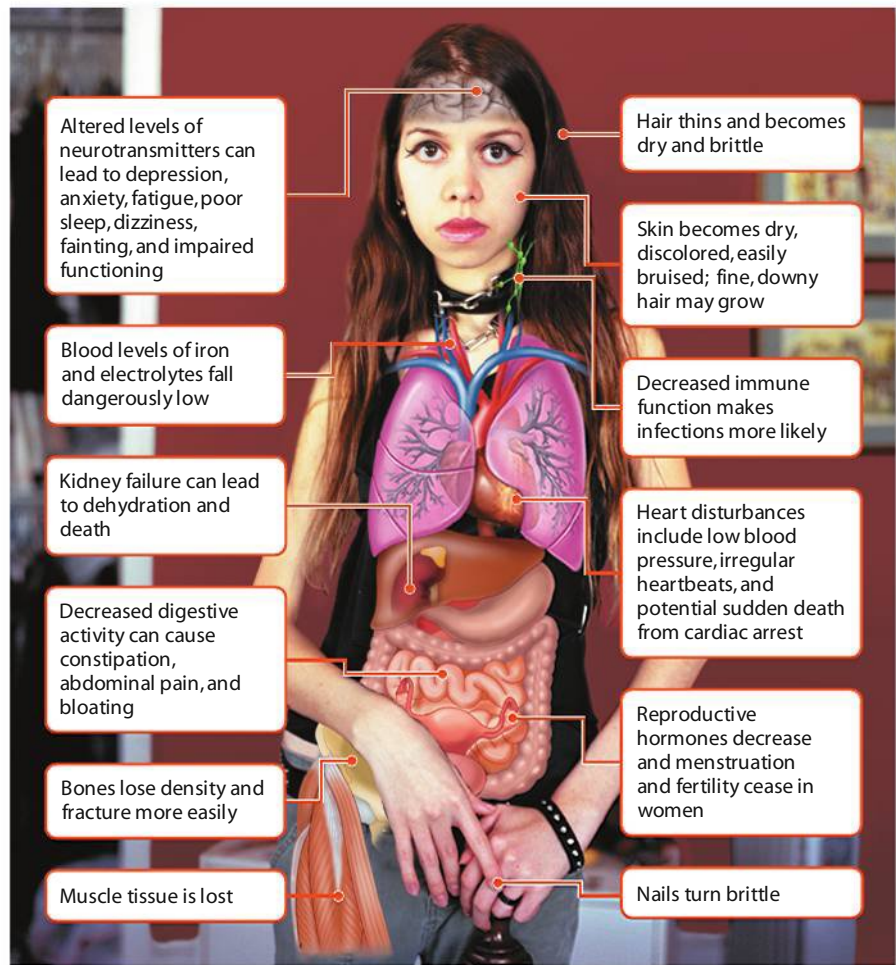 Altered levels of
neurotransmitters can
lead to depression,
anxiety, fatigue, poor
sleep, dizziness,
fainting, and impaired
functioning
Blood levels of iron
and electrolytes fall
dangerously low
Kidney failure can lead
to dehydration and
death
Decreased digestive
activity can cause
constipation,
abdominal pain, and
bloating
Bones lose density and
fracture more easily
Muscle tissue is lost
Hair thins and becomes
dry and brittle
Skin becomes dry,
discolored, easily
bruised; fine, downy
hair may grow
Decreased immune
function makes
infections more likely
Heart disturbances
include low blood
pressure, irregular
heartbeats, and
potential sudden death
from cardiac arrest
Reproductive
hormones decrease
and menstruation
and fertility cease in
women
Nails turn brittle